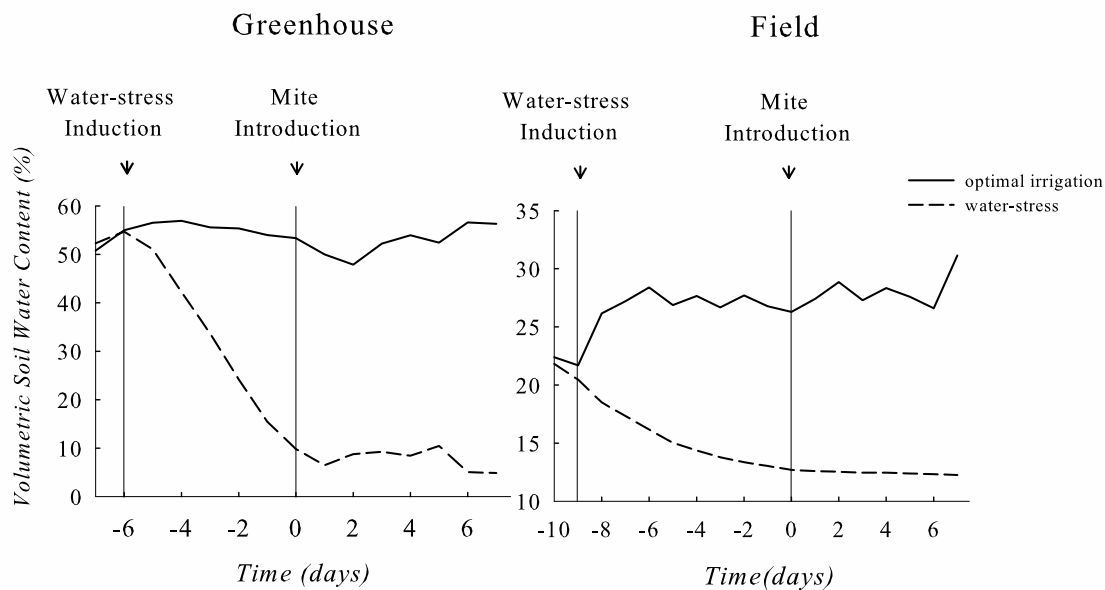 Greenhouse
Field
Water-stress
Induction
Mite
Introduction
Water-stress
Induction
Mite
Introduction
optimal irrigation
water-stress
Volumetric Soil Water Content (%)
60
50
40
30
20
10
0
-6 -4 -2 0 2 4 6
Time (days)
35
30
25
20
15
10
-10 -8 -6 -4 -2 0 2 4 6
Time(days)